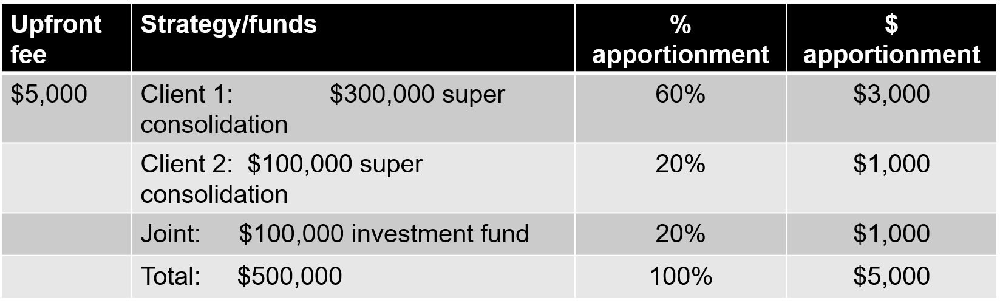 Upfront fee Strategy/funds % apportionment $ apportionment
$5,000 Client 1: $300,000 super consolidation 60% $3,000
Client 2: $100,000 super consolidation 20% $1,000
Joint: $100,000 investment fund 20% $1,000
Total: $500,000 100% $5,000